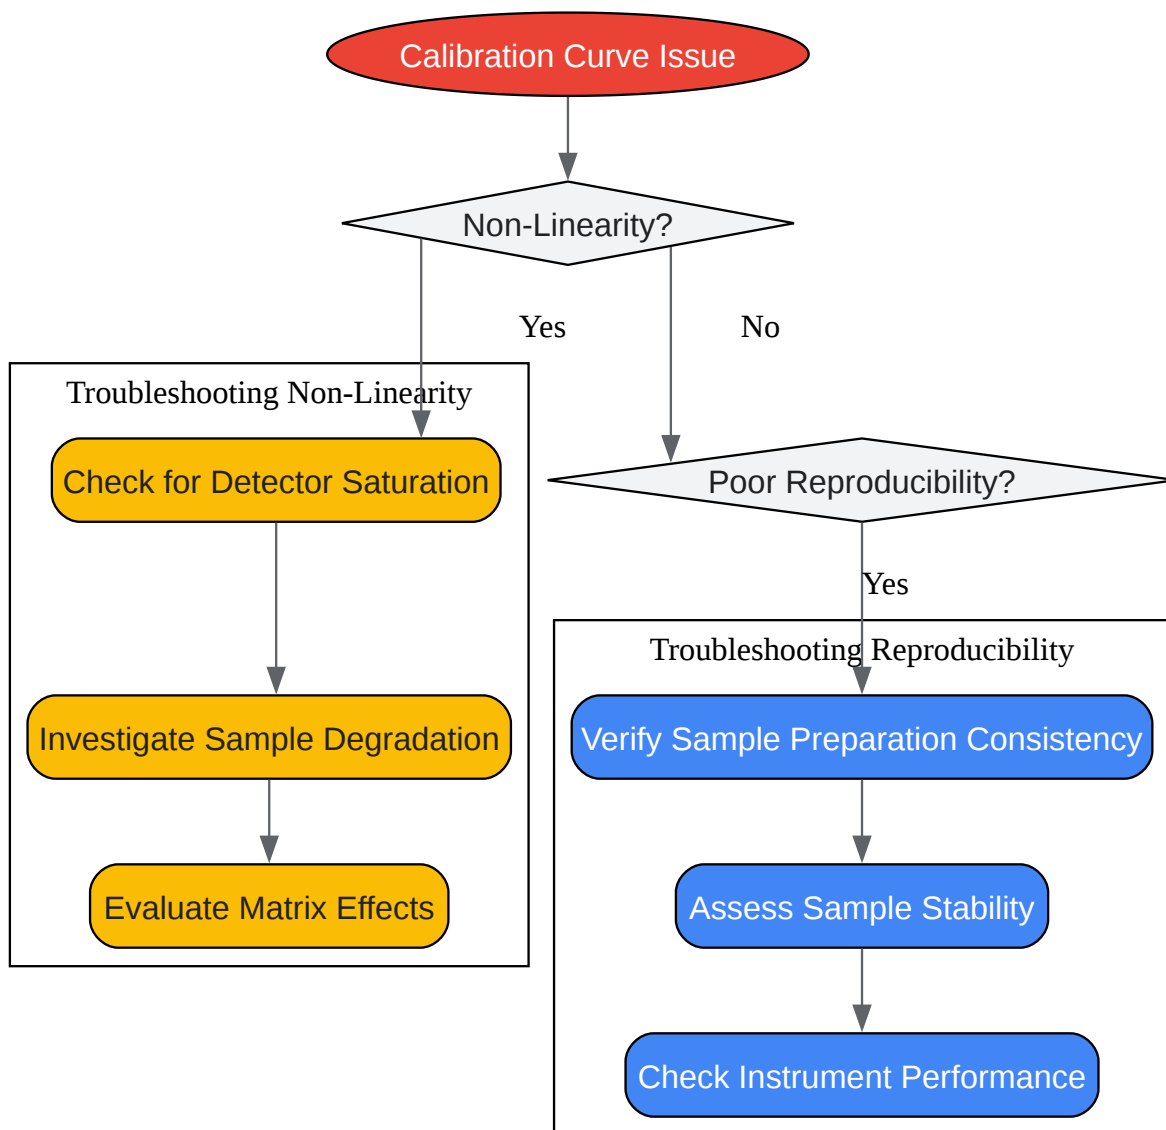 Calibration Curve Issue
Non-Linearity?
Yes
No
Troubleshooting Non-Linearity
Check for Detector Saturation
Poor Reproducibility?
Yes
Troubleshooting Reproducibility
Investigate Sample Degradation
Verify Sample Preparation Consistency
Evaluate Matrix Effects
Assess Sample Stability
Check Instrument Performance